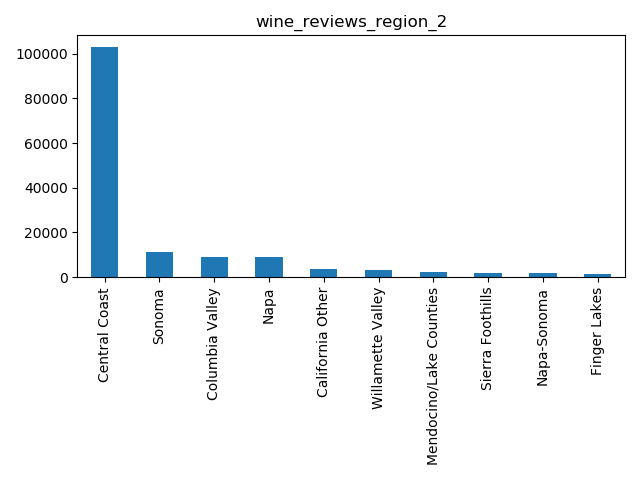 wine_reviews_region_2
100000
80000
60000
40000
20000
0
Central Coast
Sonoma
Columbia Valley
Napa
California Other
Willamette Valley
Mendocino/Lake Counties
Sierra Foothills
Napa-Sonoma
Finger Lakes